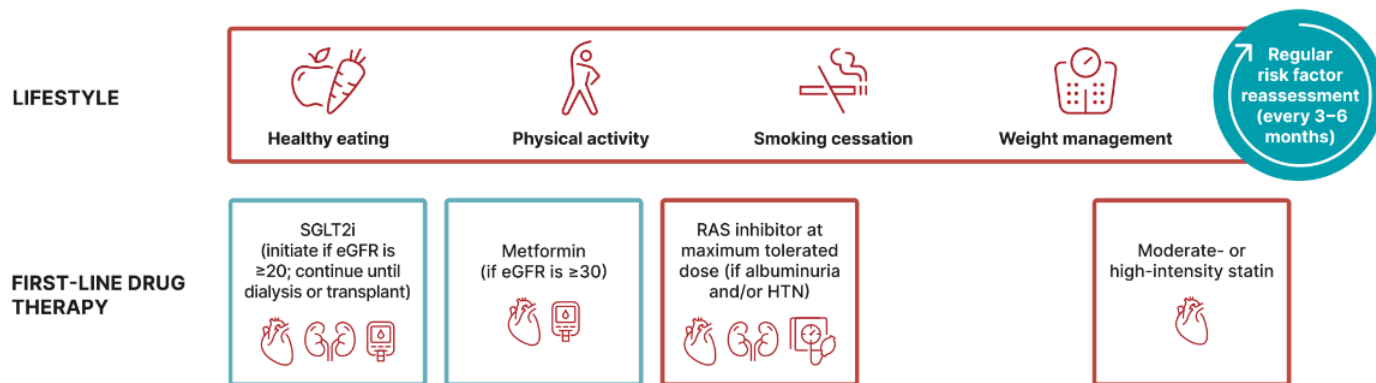 LIFESTYLE
Healthy eating
Physical activity
Smoking cessation
Weight management
Regular
risk factor
reassessment
(every 3–6
months)
FIRST-LINE DRUG
THERAPY
SGLT2i
(initiate if eGFR is
≥20; continue until
dialysis or transplant)
Metformin
(if eGFR is ≥30)
RAS inhibitor at
maximum tolerated
dose (if albuminuria
and/or HTN)
Moderate- or
high-intensity statin